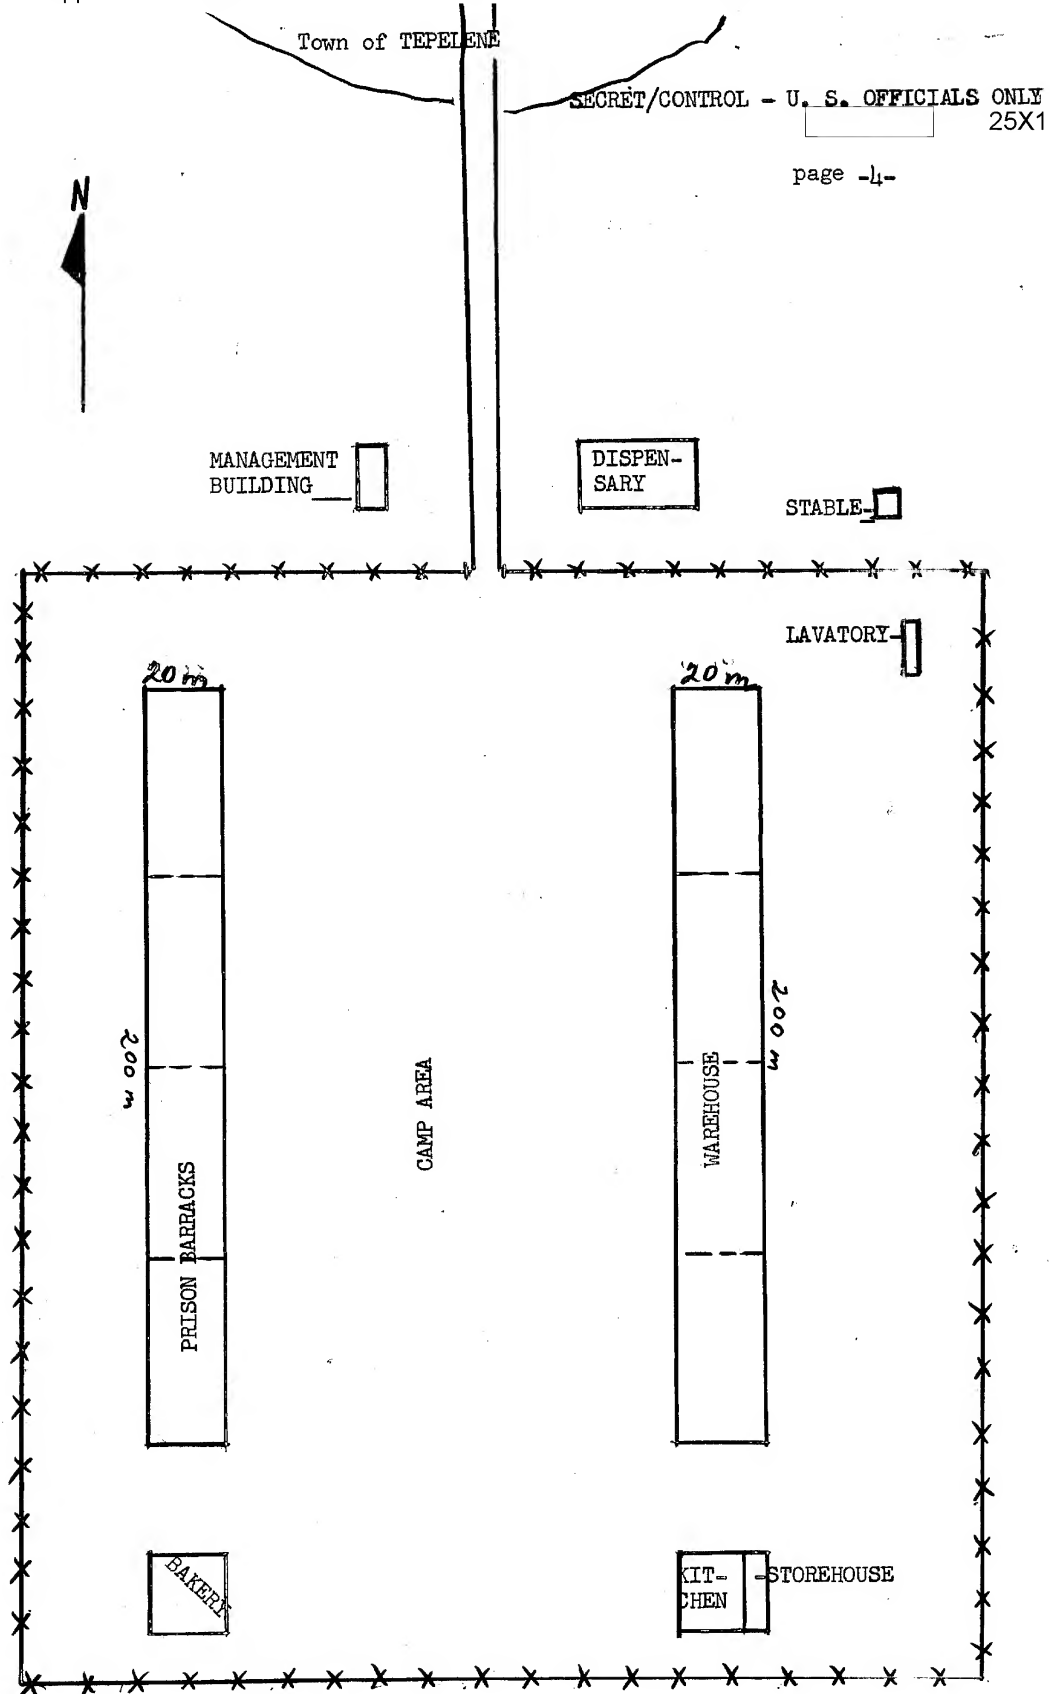 Town of TEPELENE
SECRET/CONTROL - U. S. OFFICIALS ONLY
25X1
page -4-
N
MANAGEMENT
BUILDING
DISPEN-
SARY
STABLE-
LAVATORY-
20 m
20 m
200 m
200 m
CAMP AREA
WAREHOUSE
PRISON BARRACKS
BAKERY
KIT-
CHEN
-STOREHOUSE